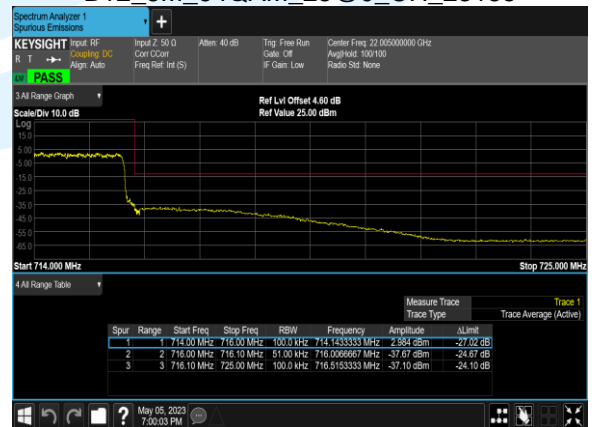 Spectrum Analyzer 1
Spurious Emissions
+
KEYSIGHT Input: RF Input Z: 50 Ω Atten: 40 dB Trig: Free Run Center Freq: 22.005000000 GHz
R T Coupling: DC Corr CCorr Gate: Off Avg|Hold: 100/100
Align: Auto Freq Ref: Int (S) IF Gain: Low Radio Std: None
LV PASS
3 All Range Graph
Ref Lvl Offset 4.60 dB
Scale/Div 10.0 dB Ref Value 25.00 dBm
Log
15.0
5.00
-5.00
-15.0
-25.0
-35.0
-45.0
-55.0
-65.0
Start 714.000 MHz Stop 725.000 MHz
4 All Range Table
Measure Trace Trace 1
Trace Type Trace Average (Active)
Spur Range Start Freq Stop Freq RBW Frequency Amplitude ΔLimit
1 1 714.00 MHz 716.00 MHz 100.0 kHz 714.1433333 MHz 2.984 dBm -27.02 dB
2 2 716.00 MHz 716.10 MHz 51.00 kHz 716.0066667 MHz -37.67 dBm -24.67 dB
3 3 716.10 MHz 725.00 MHz 100.0 kHz 716.5153333 MHz -37.10 dBm -24.10 dB
? May 05, 2023
7:00:03 PM